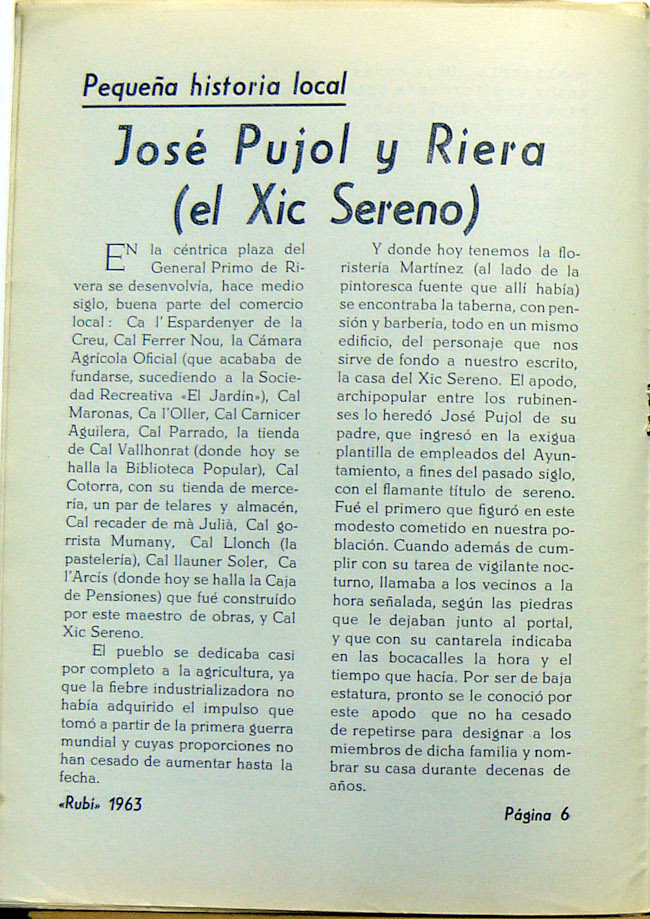 Pequeña historia local
José Pujol y Riera
(el Xic Sereno)
EN la céntrica plaza del
General Primo de Ri-
vera se desenvolvía, hace medio
siglo, buena parte del comercio
local: Ca l'Espardenyer de la
Creu, Cal Ferrer Nou, la Cámara
Agrícola Oficial (que acababa de
fundarse, sucediendo a la Socie-
dad Recreativa «El Jardín»), Cal
Maronas, Ca l'Oller, Cal Carnicer
Aguilera, Cal Parrado, la tienda
de Cal Vallhonrat (donde hoy se
halla la Biblioteca Popular), Cal
Cotorra, con su tienda de merce-
ría, un par de telares y almacén,
Cal recader de mà Julià, Cal go-
rrista Mumany, Cal Llonch (la
pastelería), Cal llauner Soler, Ca
l'Arcís (donde hoy se halla la Caja
de Pensiones) que fué construído
por este maestro de obras, y Cal
Xic Sereno.
El pueblo se dedicaba casi
por completo a la agricultura, ya
que la fiebre industrializadora no
había adquirido el impulso que
tomó a partir de la primera guerra
mundial y cuyas proporciones no
han cesado de aumentar hasta la
fecha.
Y donde hoy tenemos la flo-
ristería Martínez (al lado de la
pintoresca fuente que allí había)
se encontraba la taberna, con pen-
sión y barbería, todo en un mismo
edificio, del personaje que nos
sirve de fondo a nuestro escrito,
la casa del Xic Sereno. El apodo,
archipopular entre los rubinen-
ses lo heredó José Pujol de su
padre, que ingresó en la exigua
plantilla de empleados del Ayun-
tamiento, a fines del pasado siglo,
con el flamante título de sereno.
Fué el primero que figuró en este
modesto cometido en nuestra po-
blación. Cuando además de cum-
plir con su tarea de vigilante noc-
turno, llamaba a los vecinos a la
hora señalada, según las piedras
que le dejaban junto al portal,
y que con su cantarela indicaba
en las bocacalles la hora y el
tiempo que hacía. Por ser de baja
estatura, pronto se le conoció por
este apodo que no ha cesado
de repetirse para designar a los
miembros de dicha familia y nom-
brar su casa durante decenas de
años.
«Rubí» 1963
Página 6